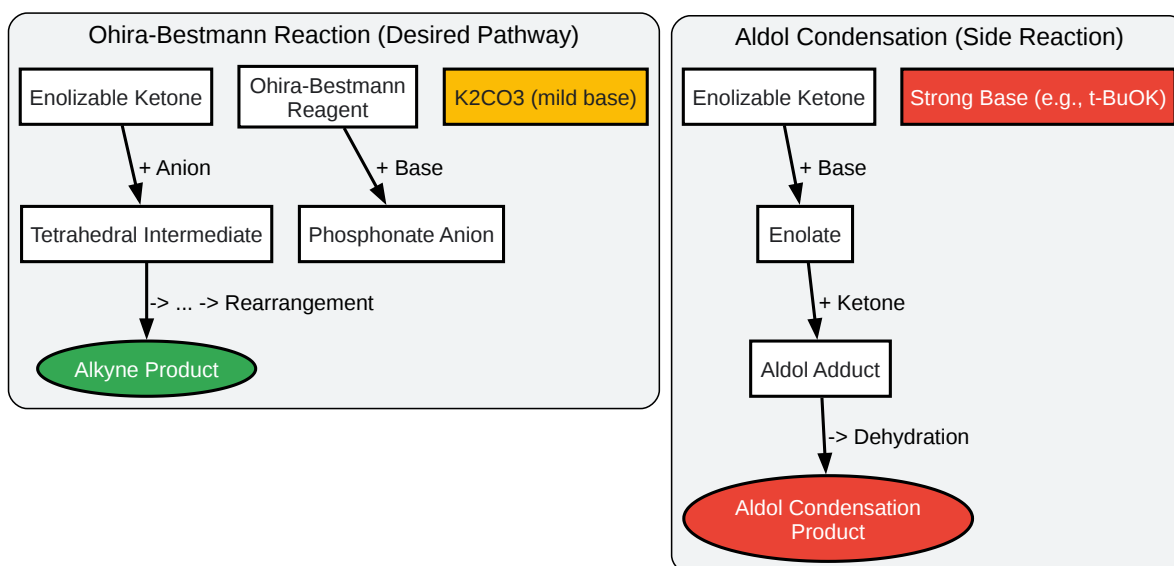 Ohira-Bestmann Reaction (Desired Pathway)
Enolizable Ketone
Ohira-Bestmann
Reagent
K2CO3 (mild base)
+ Anion
+ Base
Tetrahedral Intermediate
Phosphonate Anion
-> ... -> Rearrangement
Alkyne Product
Aldol Condensation (Side Reaction)
Enolizable Ketone
Strong Base (e.g., t-BuOK)
+ Base
Enolate
+ Ketone
Aldol Adduct
-> Dehydration
Aldol Condensation
Product